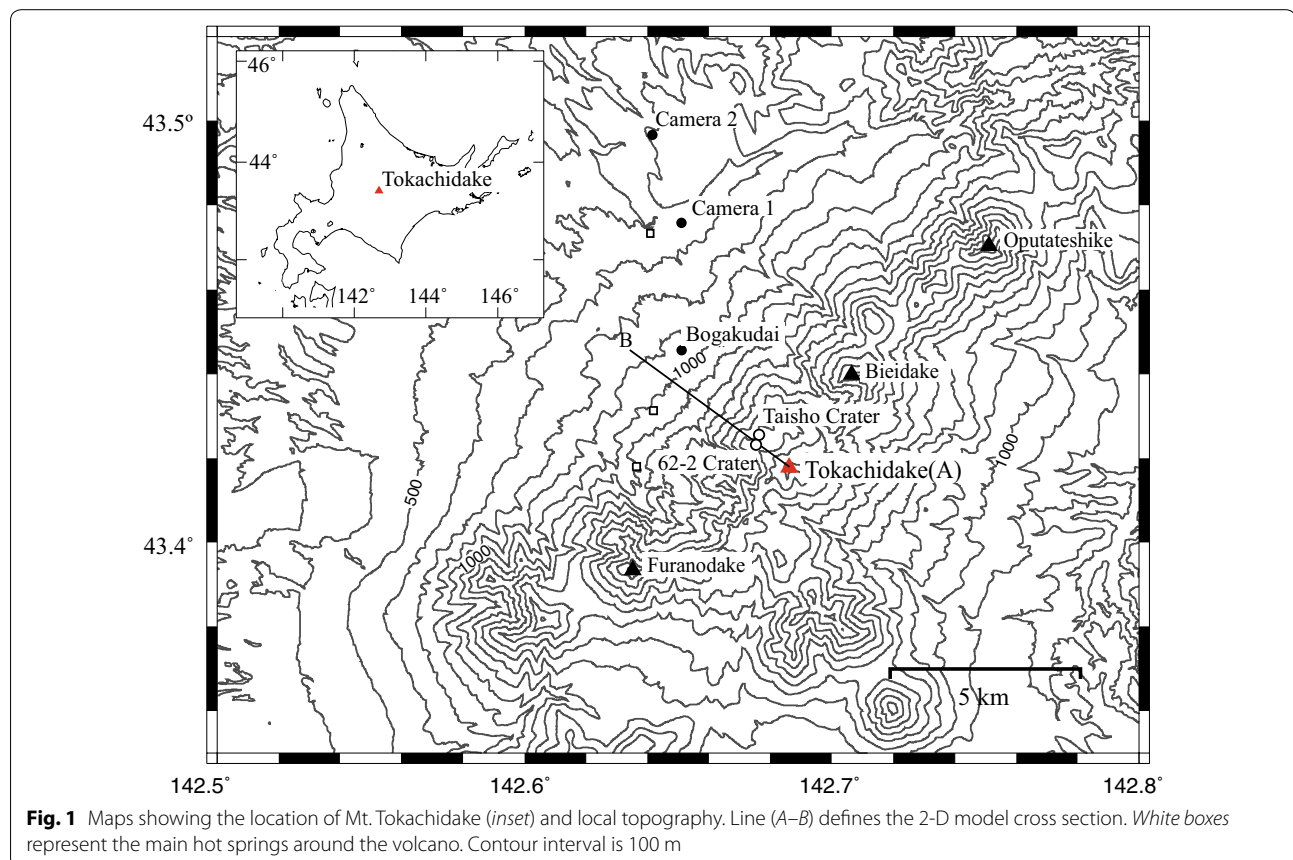 46°
44°
Tokachidake
142° 144° 146°
43.5°
Camera 2
Camera 1
Oputateshike
B
Bogakudai
1000
Bieidake
Taisho Crater
62-2 Crater
Tokachidake(A)
1000
500
43.4°
1000
Furanodake
5 km
142.5° 142.6° 142.7° 142.8°
Fig. 1 Maps showing the location of Mt. Tokachidake (inset) and local topography. Line (A–B) defines the 2-D model cross section. White boxes
represent the main hot springs around the volcano. Contour interval is 100 m